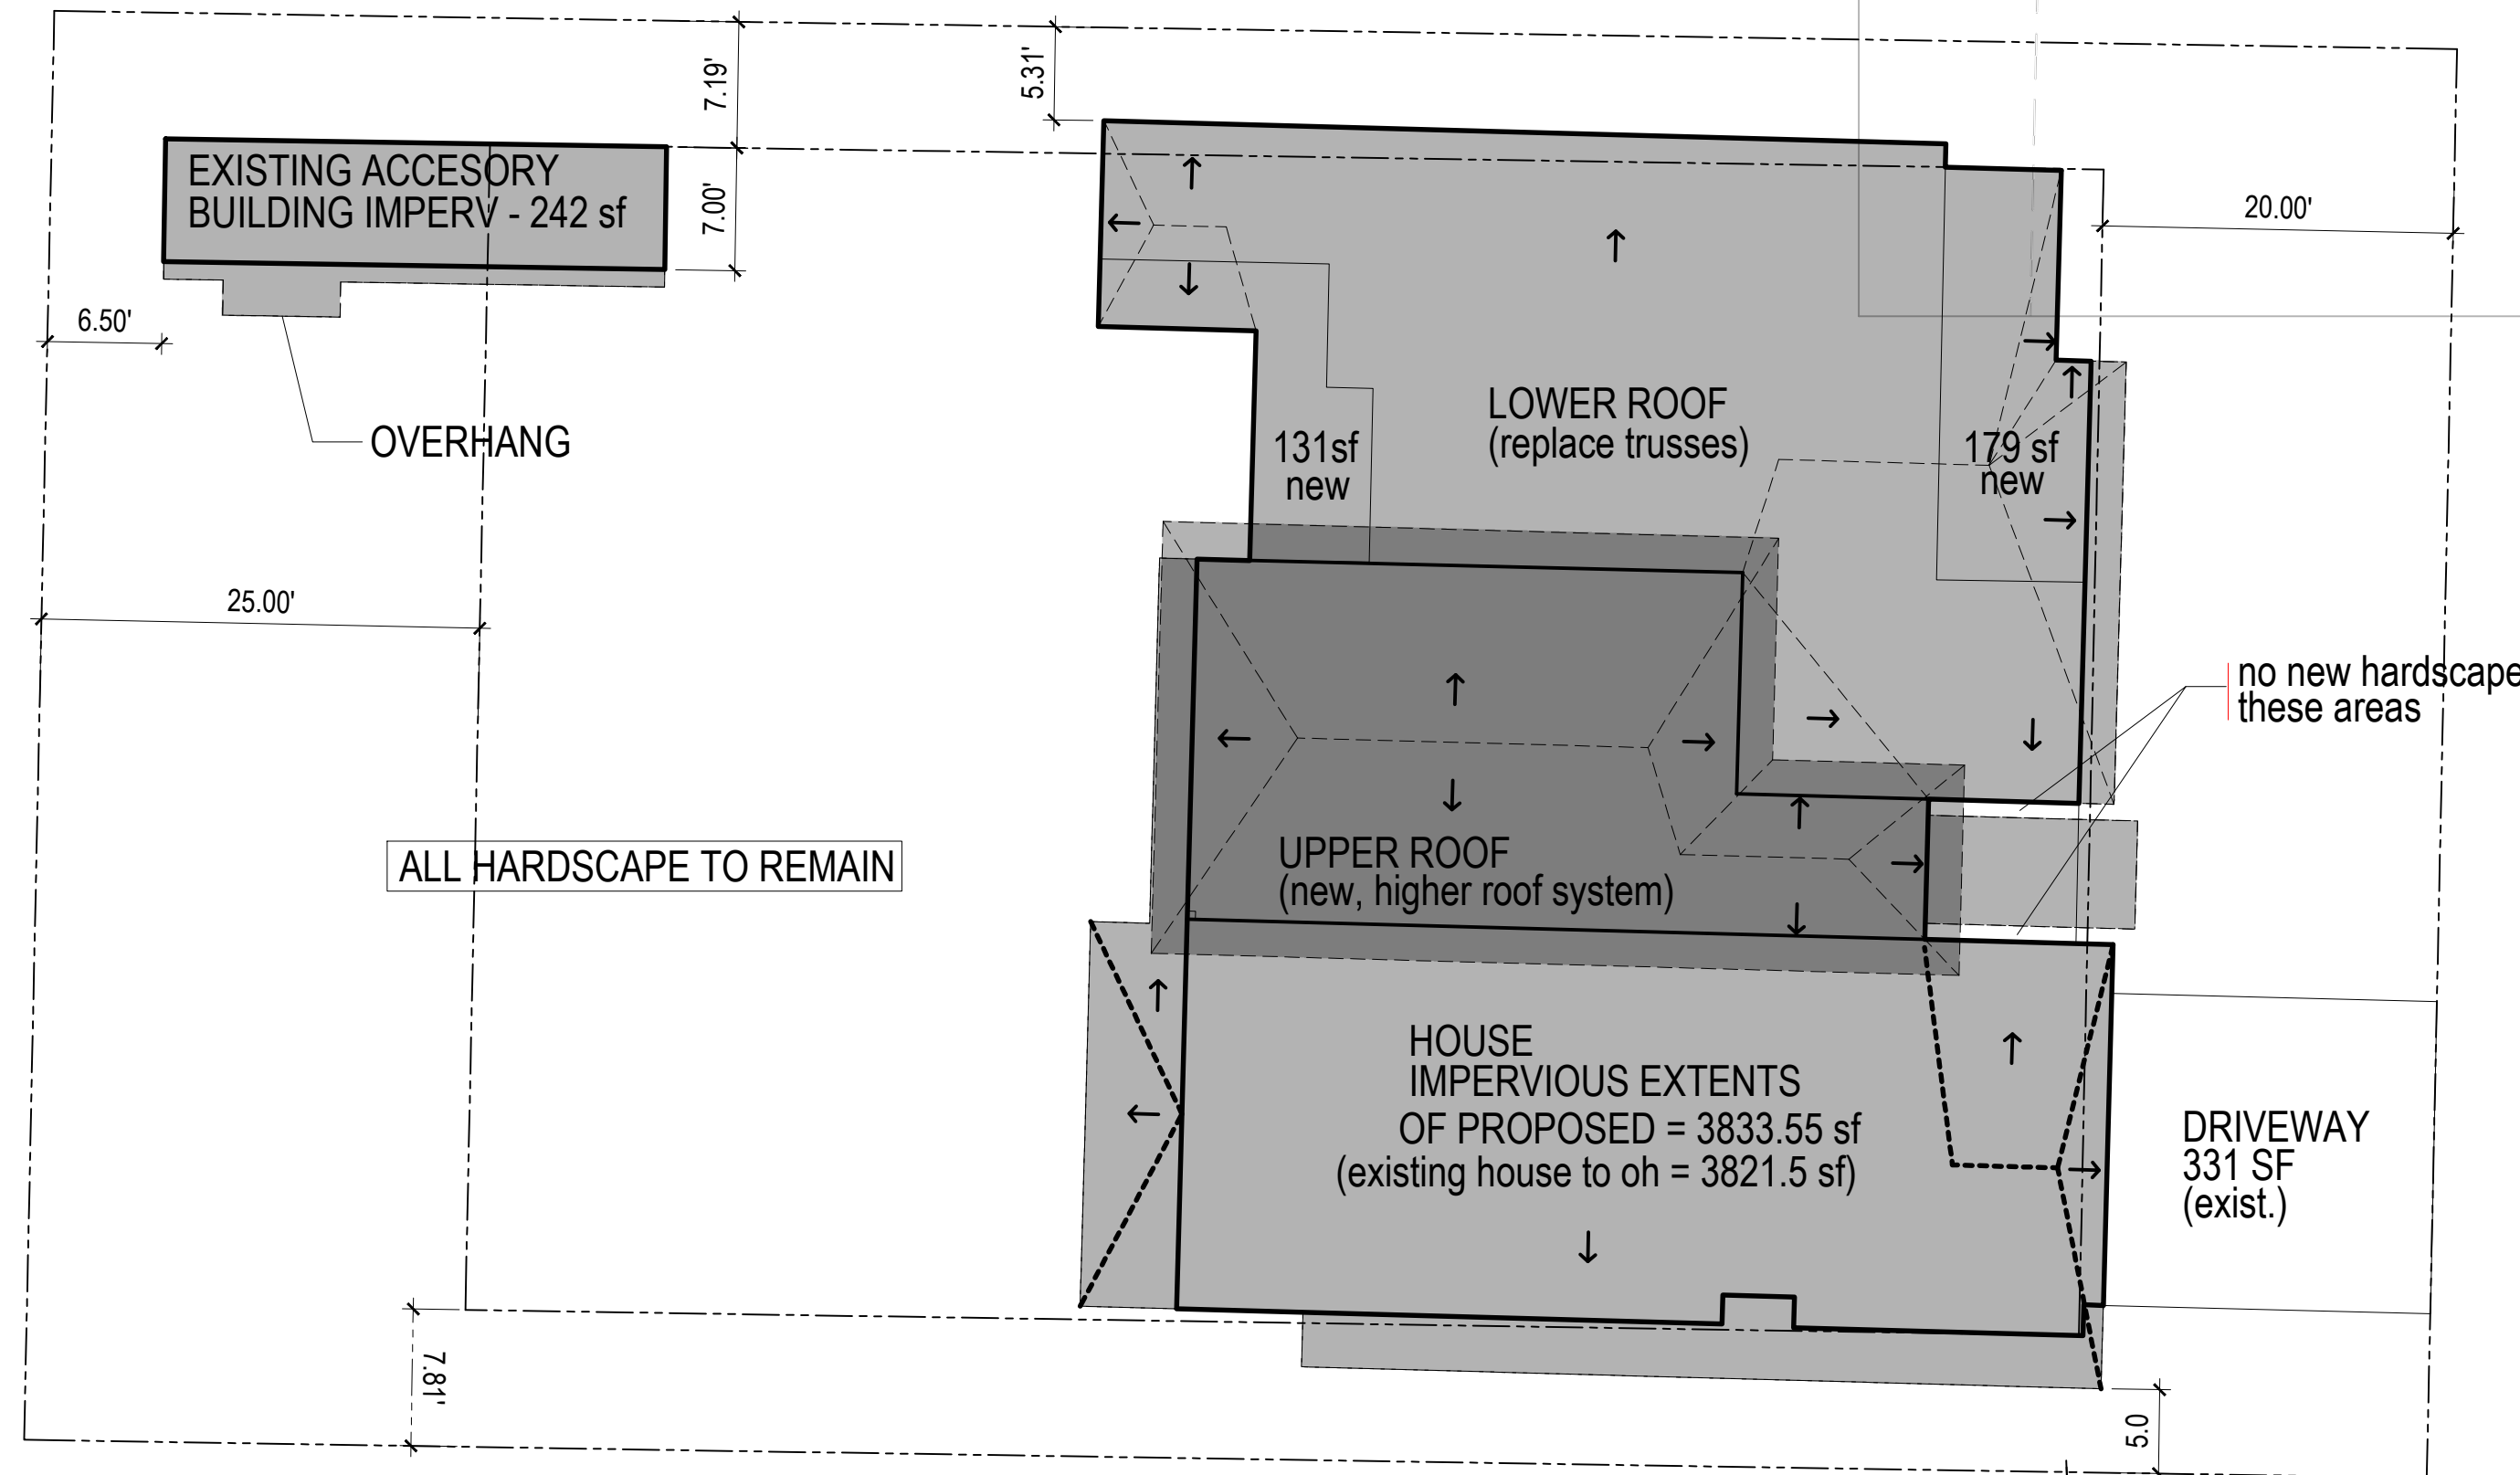 7.19'
5.31'
EXISTING ACCESORY
BUILDING IMPERV - 242 sf
7.00'
20.00'
6.50'
OVERHANG
LOWER ROOF
(replace trusses)
131sf
new
179 sf
new
25.00'
no new hardscape
these areas
ALL HARDSCAPE TO REMAIN
UPPER ROOF
(new, higher roof system)
HOUSE
IMPERVIOUS EXTENTS
OF PROPOSED = 3833.55 sf
(existing house to oh = 3821.5 sf)
DRIVEWAY
331 SF
(exist.)
7.81'
5.0